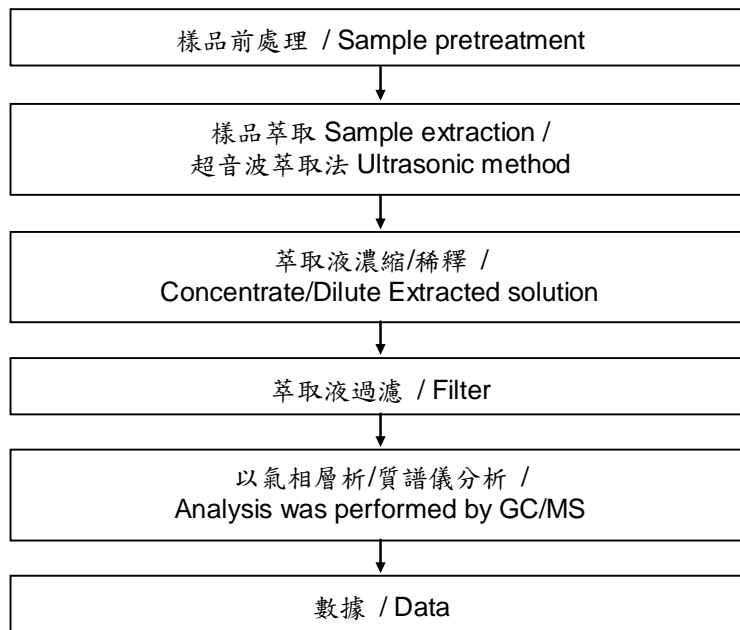 樣品前處理 / Sample pretreatment
樣品萃取 Sample extraction /
超音波萃取法 Ultrasonic method
萃取液濃縮/稀釋 /
Concentrate/Dilute Extracted solution
萃取液過濾 / Filter
以氣相層析/質譜儀分析 /
Analysis was performed by GC/MS
數據 / Data